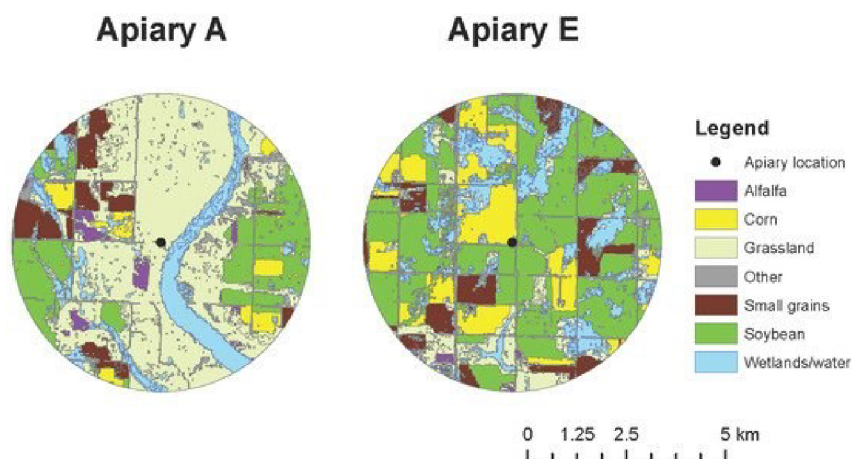 Apiary A
Apiary E
Legend
Apiary location
Alfalfa
Corn
Grassland
Other
Small grains
Soybean
Wetlands/water
0 1.25 2.5 5 km